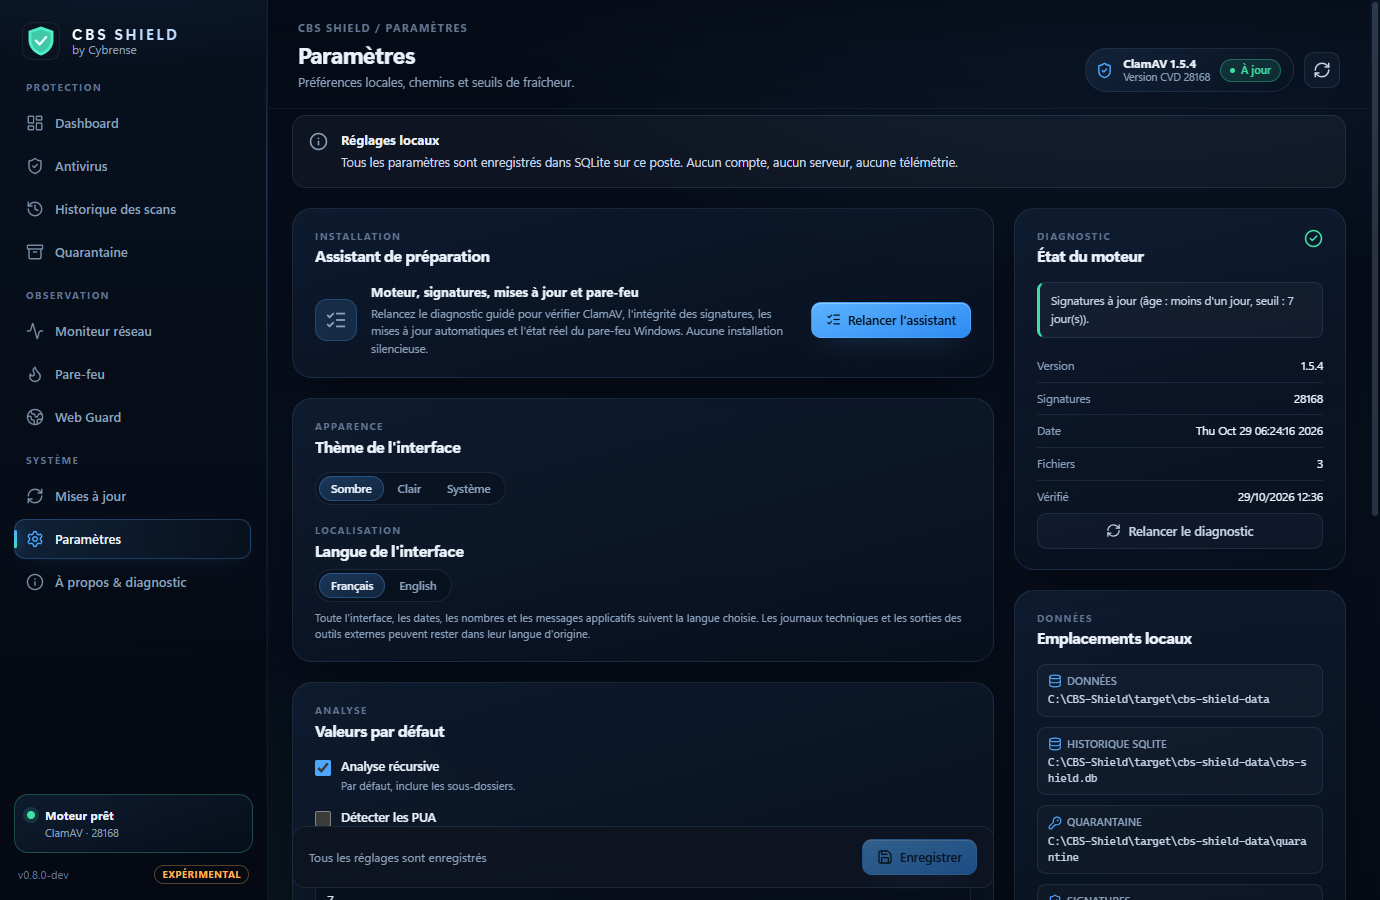 CBS SHIELD
by Cybrense
PROTECTION
Dashboard
Antivirus
Historique des scans
Quarantaine
OBSERVATION
Moniteur réseau
Pare-feu
Web Guard
SYSTÈME
Mises à jour
Paramètres
À propos & diagnostic
Moteur prêt
ClamAV · 28168
v0.8.0-dev
EXPÉRIMENTAL
CBS SHIELD / PARAMÈTRES
Paramètres
Préférences locales, chemins et seuils de fraîcheur.
ClamAV 1.5.4
Version CVD 28168
À jour
Réglages locaux
Tous les paramètres sont enregistrés dans SQLite sur ce poste. Aucun compte, aucun serveur, aucune télémétrie.
INSTALLATION
Assistant de préparation
Moteur, signatures, mises à jour et pare-feu
Relancez le diagnostic guidé pour vérifier ClamAV, l'intégrité des signatures, les
mises à jour automatiques et l'état réel du pare-feu Windows. Aucune installation
silencieuse.
Relancer l'assistant
APPARENCE
Thème de l'interface
Sombre
Clair
Système
LOCALISATION
Langue de l'interface
Français
English
Toute l'interface, les dates, les nombres et les messages applicatifs suivent la langue choisie. Les journaux techniques et les sorties des
outils externes peuvent rester dans leur langue d'origine.
ANALYSE
Valeurs par défaut
Analyse récursive
Par défaut, inclure les sous-dossiers.
Détecter les PUA
Tous les réglages sont enregistrés
Enregistrer
DIAGNOSTIC
État du moteur
Signatures à jour (âge : moins d'un jour, seuil : 7
jour(s)).
Version
1.5.4
Signatures
28168
Date
Thu Oct 29 06:24:16 2026
Fichiers
3
Vérifié
29/10/2026 12:36
Relancer le diagnostic
DONNÉES
Emplacements locaux
DONNÉES
C:\CBS-Shield\target\cbs-shield-data
HISTORIQUE SQLITE
C:\CBS-Shield\target\cbs-shield-data\cbs-s
hield.db
QUARANTAINE
C:\CBS-Shield\target\cbs-shield-data\quara
ntine
SIGNATURES